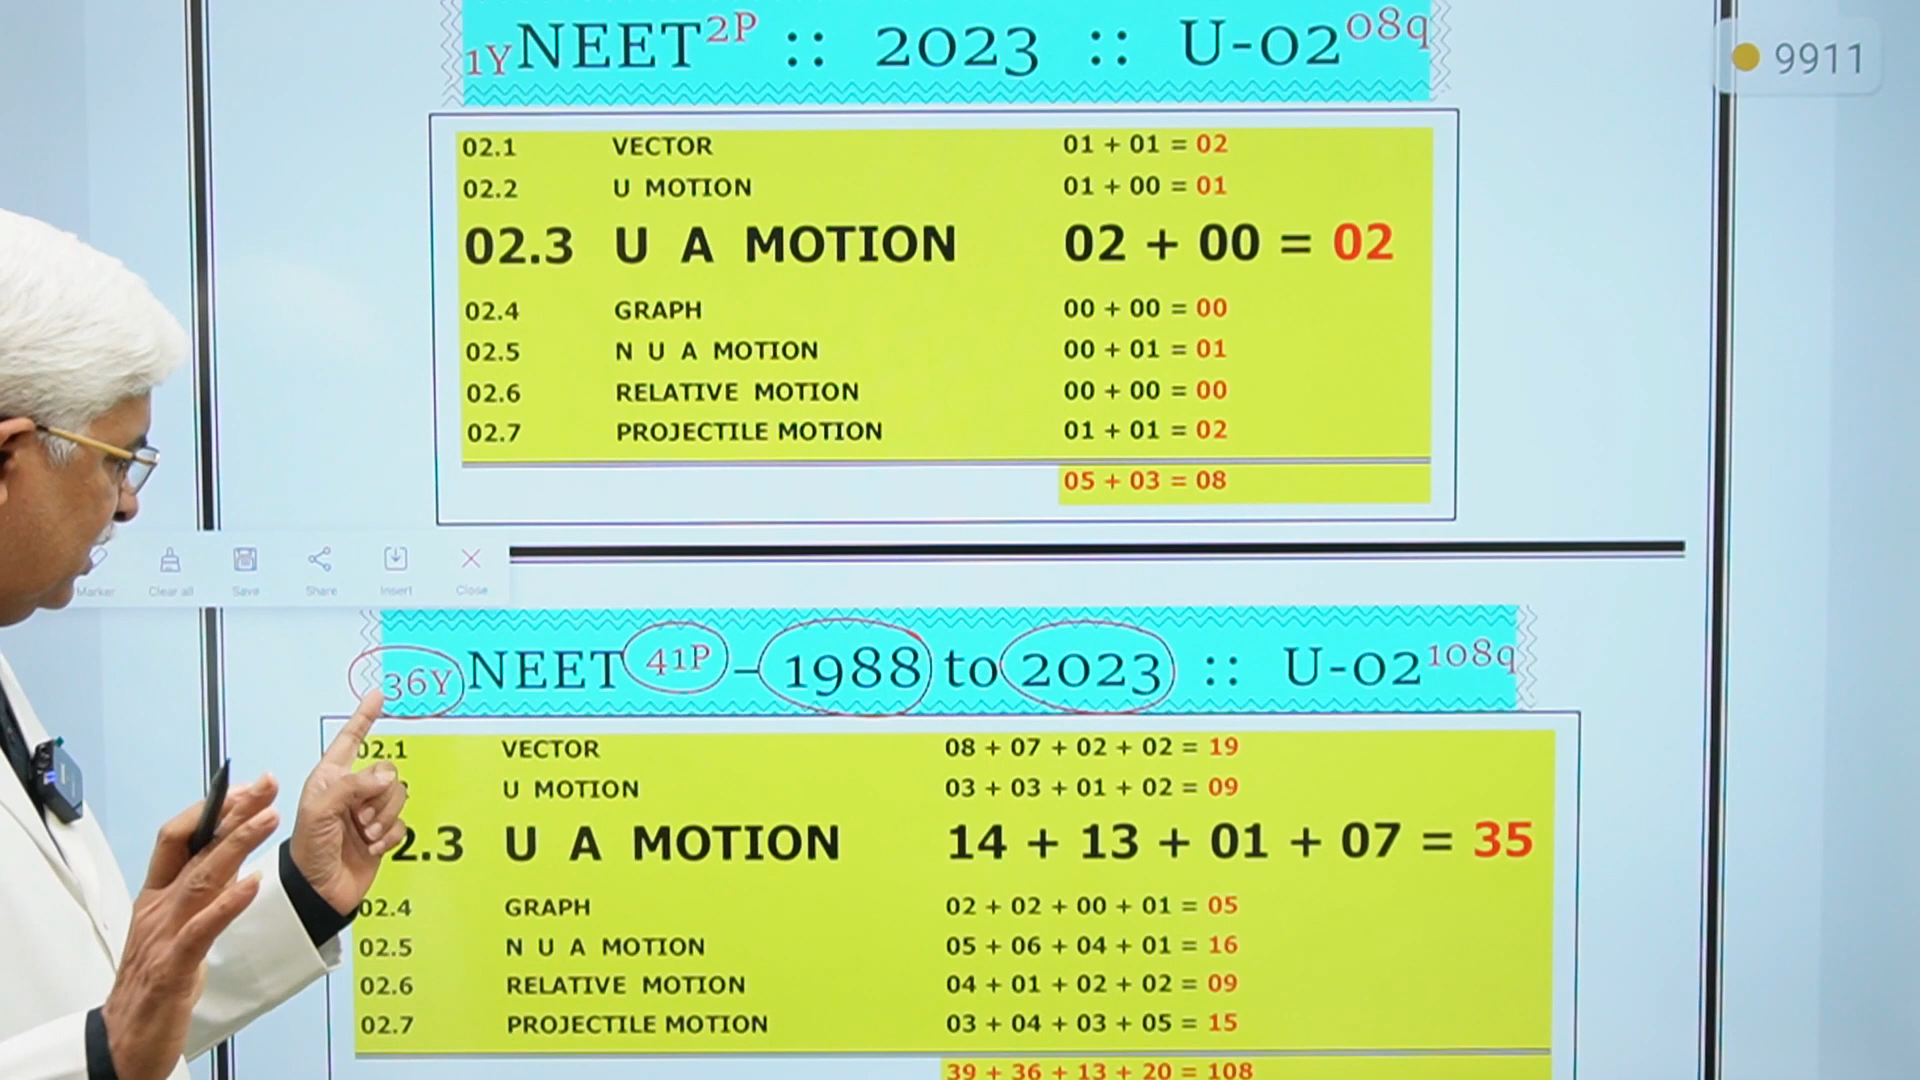 1YNEET2P :: 2023 :: U-0208q
9911
02.1 VECTOR 01 + 01 = 02
02.2 U MOTION 01 + 00 = 01
02.3 U A MOTION 02 + 00 = 02
02.4 GRAPH 00 + 00 = 00
02.5 N U A MOTION 00 + 01 = 01
02.6 RELATIVE MOTION 00 + 00 = 00
02.7 PROJECTILE MOTION 01 + 01 = 02
05 + 03 = 08
Marker Clear all Save Share Insert Close
36YNEET41P – 1988 to 2023 :: U-02108q
02.1 VECTOR 08 + 07 + 02 + 02 = 19
U MOTION 03 + 03 + 01 + 02 = 09
2.3 U A MOTION 14 + 13 + 01 + 07 = 35
02.4 GRAPH 02 + 02 + 00 + 01 = 05
02.5 N U A MOTION 05 + 06 + 04 + 01 = 16
02.6 RELATIVE MOTION 04 + 01 + 02 + 02 = 09
02.7 PROJECTILE MOTION 03 + 04 + 03 + 05 = 15
39 + 36 + 13 + 20 = 108